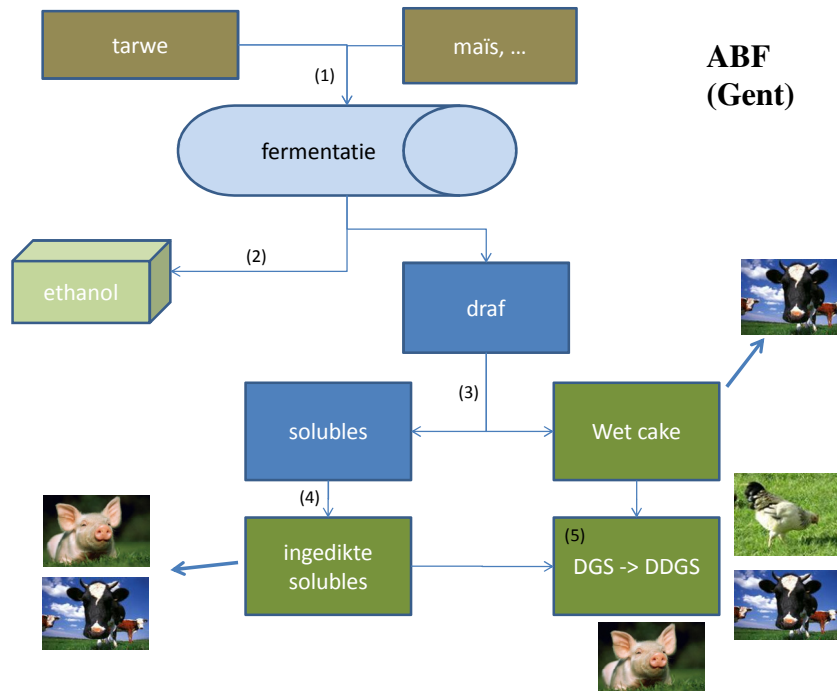 tarwe
maïs, ...
ABF
(Gent)
(1)
fermentatie
(2)
ethanol
draf
(3)
solubles
Wet cake
(4)
(5)
ingedikte
solubles
DGS -> DDGS